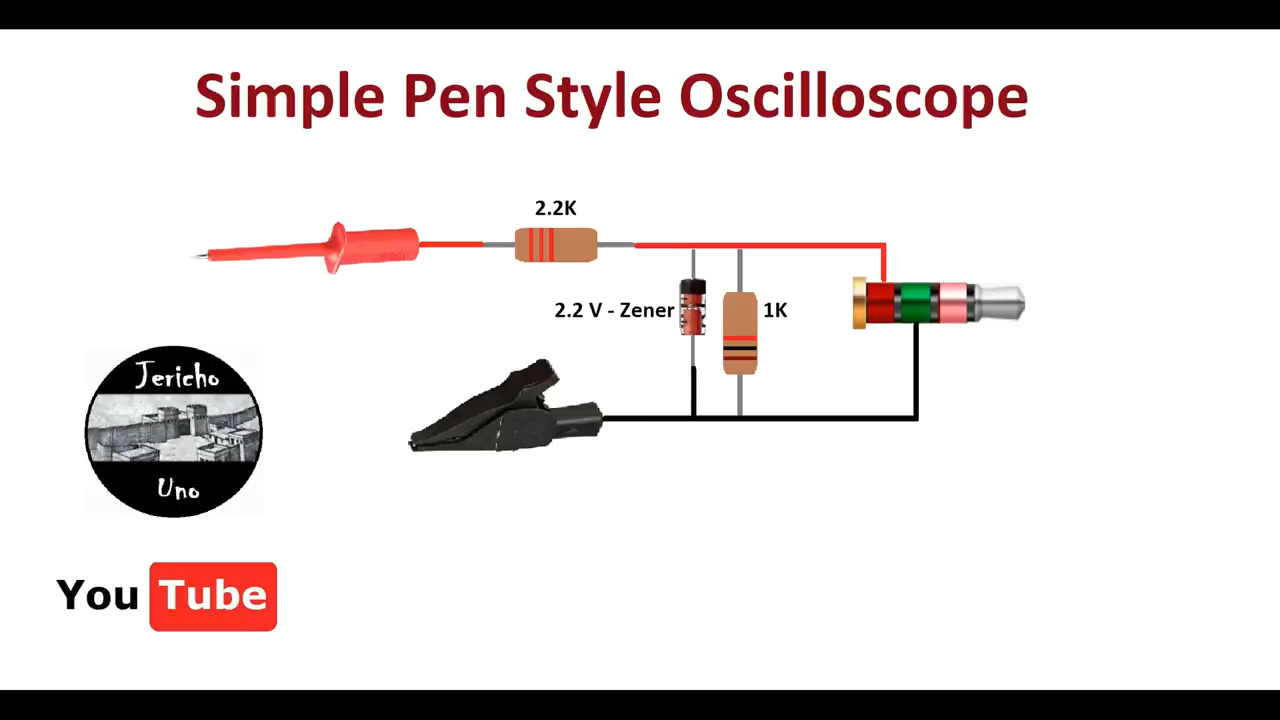 Simple Pen Style Oscilloscope
2.2K
2.2 V - Zener
1K
Jericho
Uno
You Tube